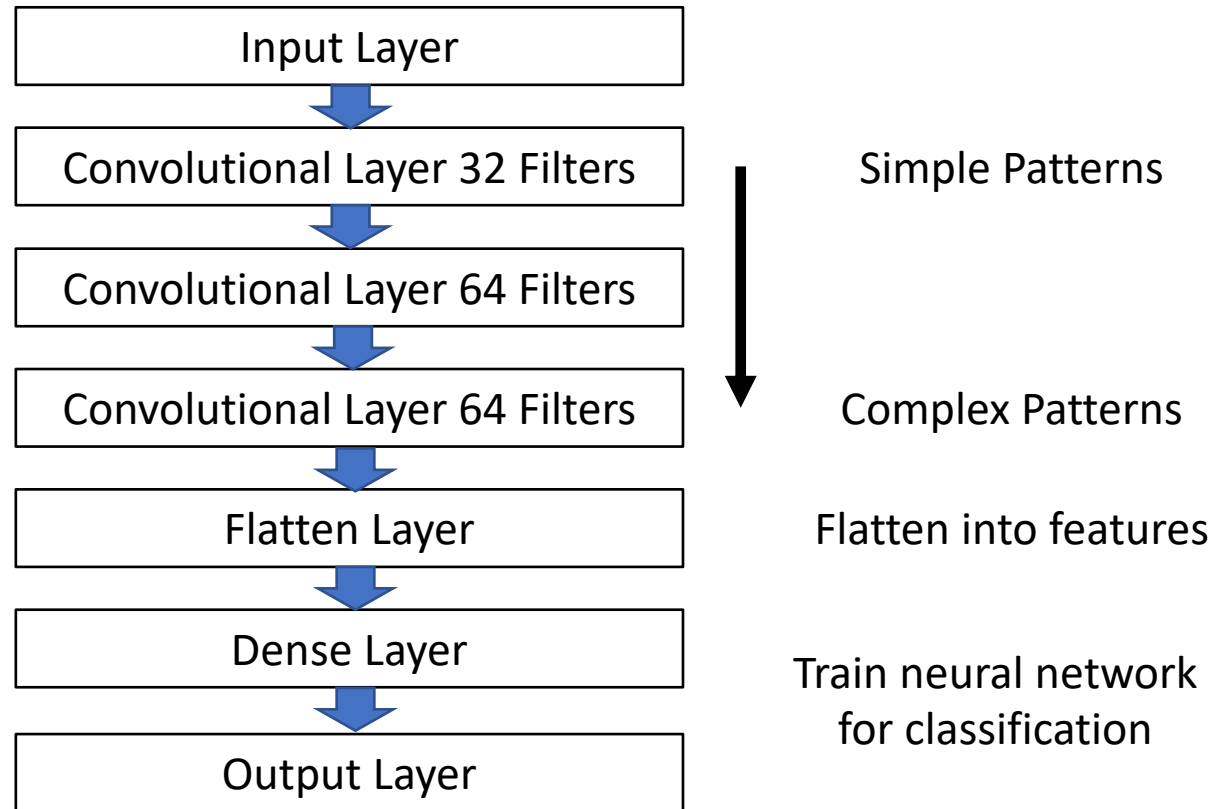 Input Layer
Convolutional Layer 32 Filters
Simple Patterns
Convolutional Layer 64 Filters
Convolutional Layer 64 Filters
Complex Patterns
Flatten Layer
Flatten into features
Dense Layer
Train neural network
for classification
Output Layer